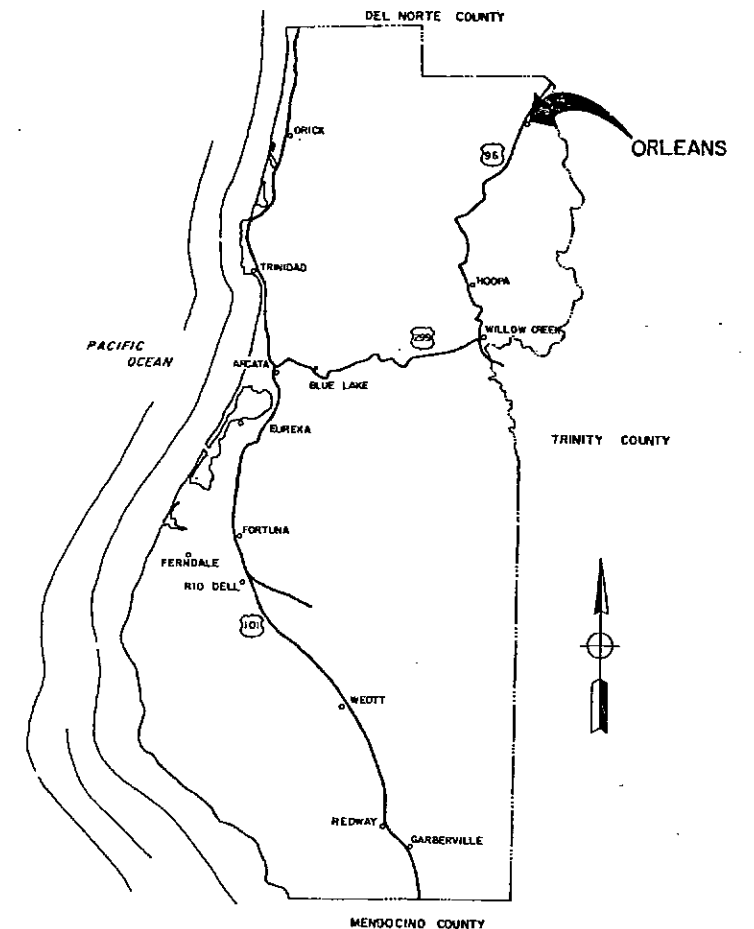 DEL NORTE COUNTY
ORICK
ORLEANS
96
TRINIDAD
HOOPA
WILLOW CREEK
299
PACIFIC
OCEAN
ARCATA
BLUE LAKE
EUREKA
TRINITY COUNTY
FORTUNA
FERNDALE
RIO DELL
101
WEOTT
REDWAY
GARBERVILLE
MENDOCINO COUNTY